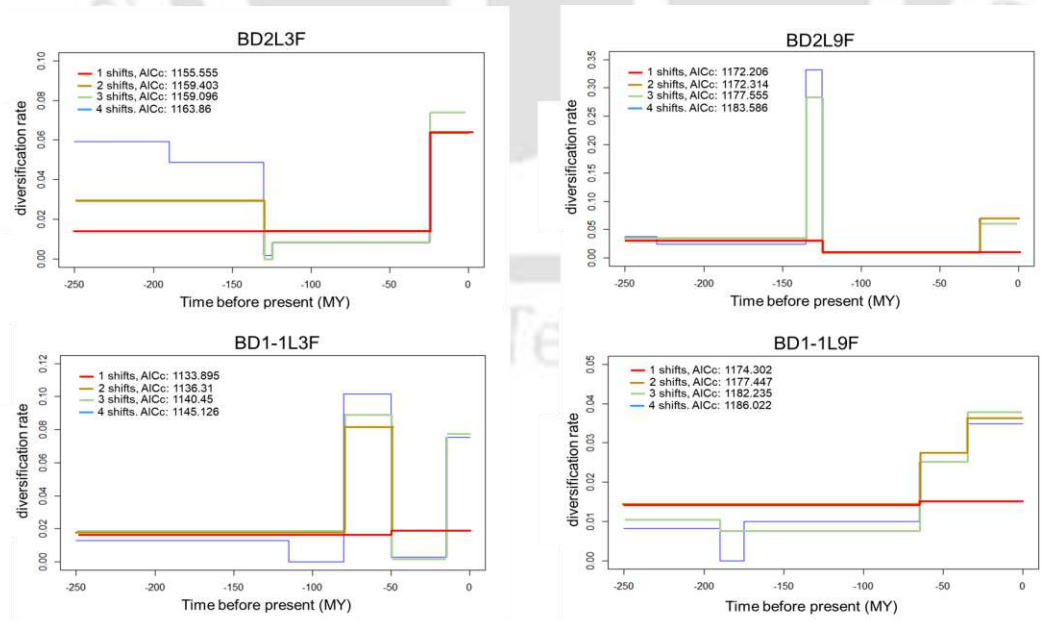 BD2L3F
1 shifts, AICc: 1155.555
2 shifts, AICc: 1159.403
3 shifts, AICc: 1159.096
4 shifts. AICc: 1163.86
diversification rate
0.10
0.08
0.06
0.04
0.02
0.00
-250 -200 -150 -100 -50 0
Time before present (MY)
BD2L9F
1 shifts, AICc: 1172.206
2 shifts, AICc: 1172.314
3 shifts, AICc: 1177.555
4 shifts. AICc: 1183.586
diversification rate
0.35
0.30
0.25
0.20
0.15
0.10
0.05
0.00
-250 -200 -150 -100 -50 0
Time before present (MY)
BD1-1L3F
1 shifts, AICc: 1133.895
2 shifts, AICc: 1136.31
3 shifts, AICc: 1140.45
4 shifts. AICc: 1145.126
diversification rate
0.12
0.10
0.08
0.06
0.04
0.02
0.00
-250 -200 -150 -100 -50 0
Time before present (MY)
BD1-1L9F
1 shifts, AICc: 1174.302
2 shifts, AICc: 1177.447
3 shifts, AICc: 1182.235
4 shifts. AICc: 1186.022
diversification rate
0.05
0.04
0.03
0.02
0.01
0.00
-250 -200 -150 -100 -50 0
Time before present (MY)